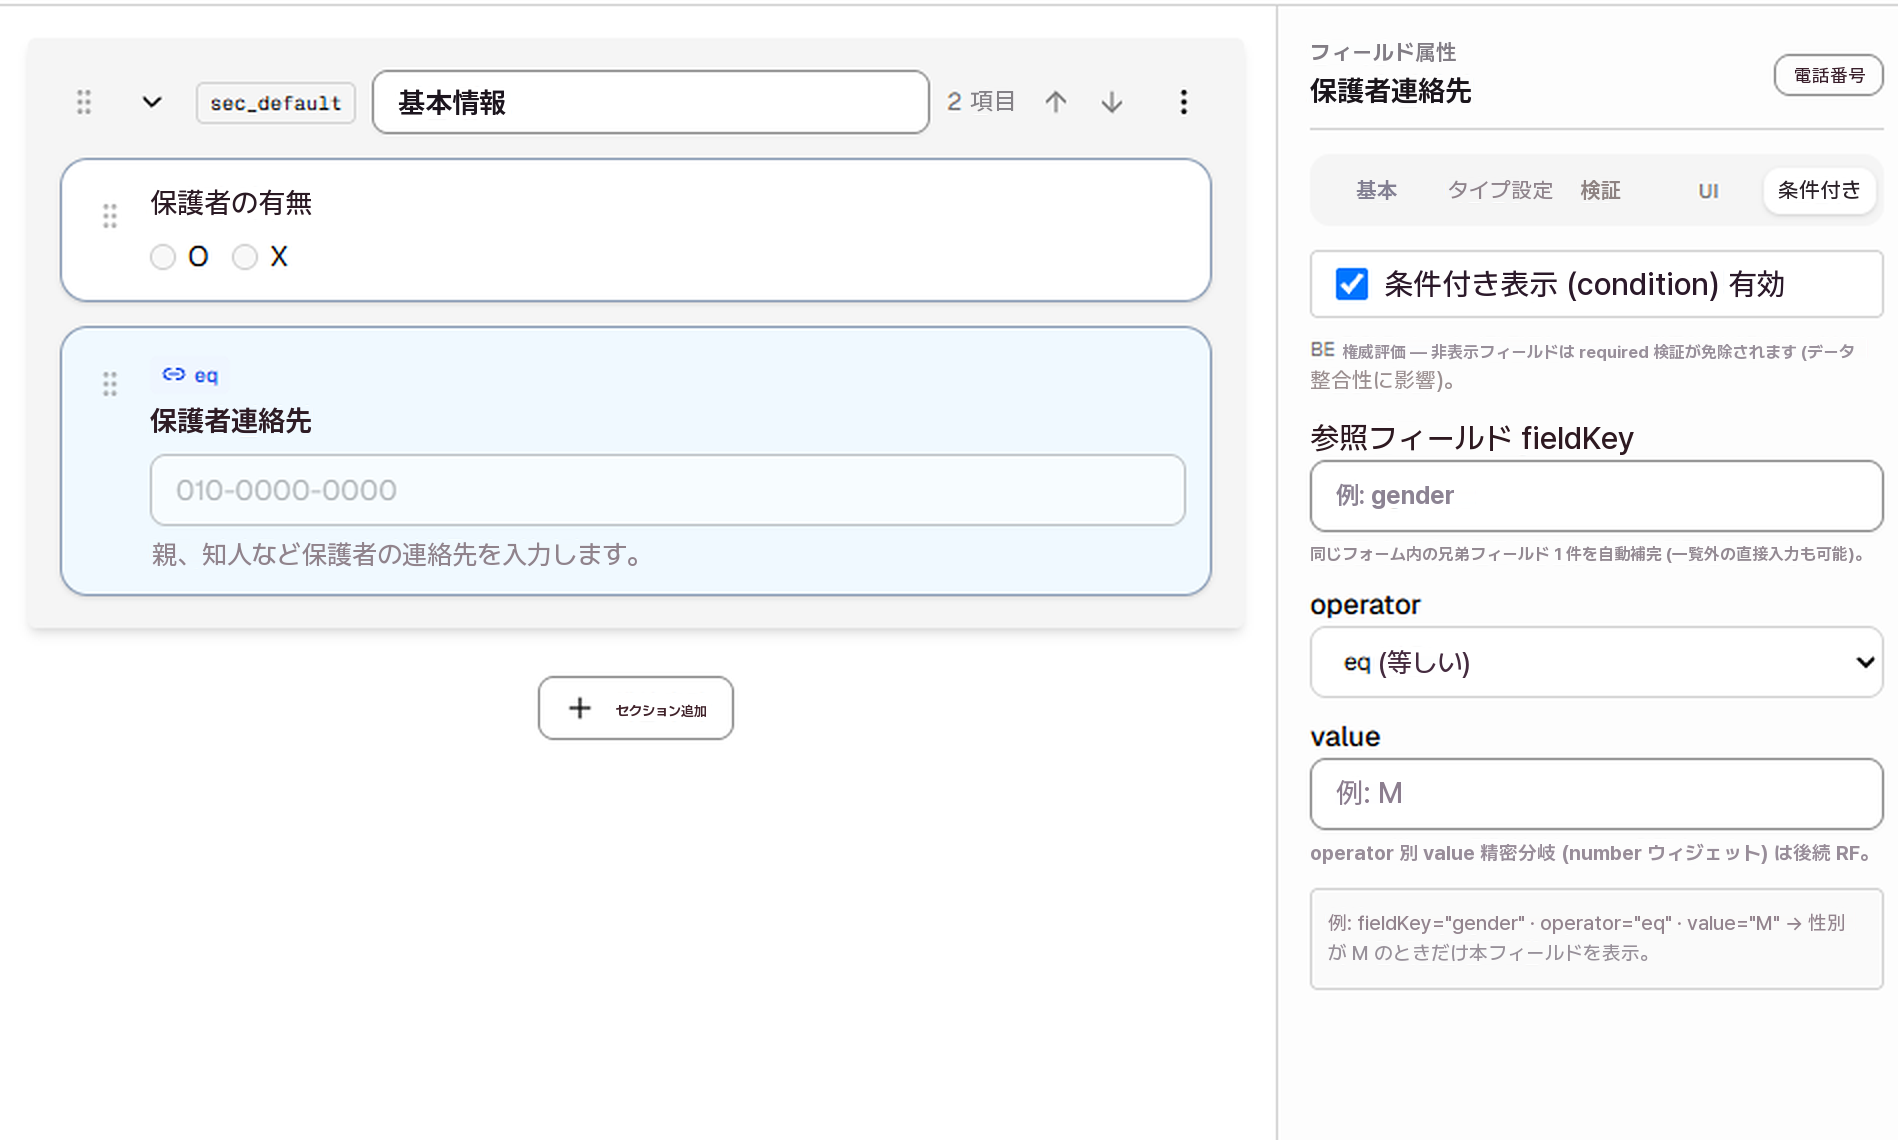 sec_default
基本情報
2 項目
保護者の有無
O
X
eq
保護者連絡先
010-0000-0000
親、知人など保護者の連絡先を入力します。
セクション追加
フィールド属性
保護者連絡先
電話番号
基本
タイプ設定
検証
UI
条件付き
条件付き表示 (condition) 有効
BE 権威評価 — 非表示フィールドは required 検証が免除されます (データ
整合性に影響)。
参照フィールド fieldKey
例: gender
同じフォーム内の兄弟フィールド 1 件を自動補完 (一覧外の直接入力も可能)。
operator
eq (等しい)
value
例: M
operator 別 value 精密分岐 (number ウィジェット) は後続 RF。
例: fieldKey="gender" · operator="eq" · value="M" → 性別
が M のときだけ本フィールドを表示。